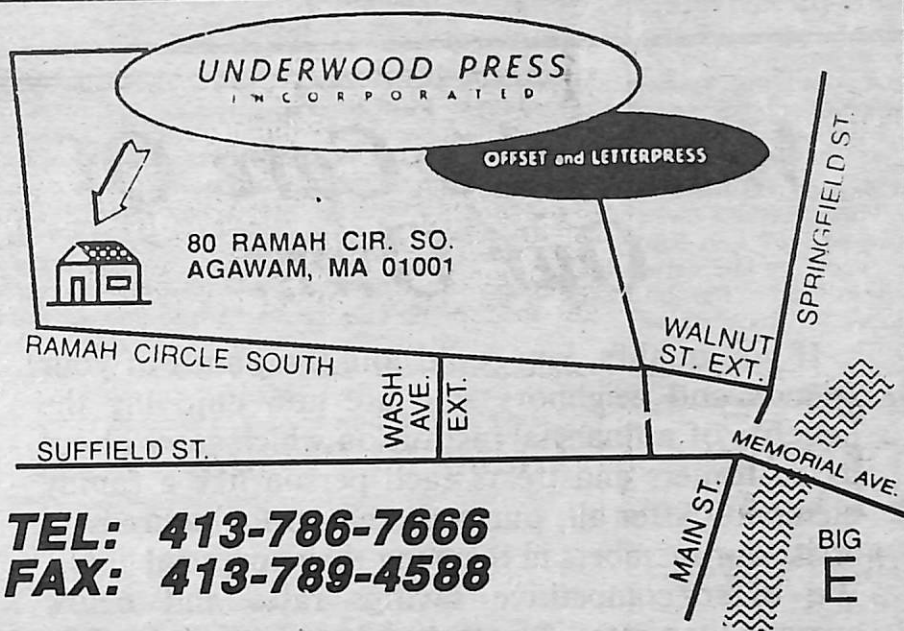 UNDERWOOD PRESS
INCORPORATED
OFFSET and LETTERPRESS
80 RAMAH CIR. SO.
AGAWAM, MA 01001
SPRINGFIELD ST.
RAMAH CIRCLE SOUTH
WASH.
AVE.
EXT.
WALNUT
ST. EXT.
SUFFIELD ST.
MEMORIAL AVE.
MAIN ST.
BIG
E
TEL: 413-786-7666
FAX: 413-789-4588